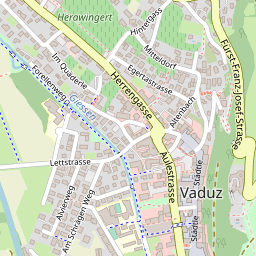 Herawingert
Hintergass
Mitteldorf
Im Quäderle
Egertastrasse
Fürst-Franz-Josef-Strasse
Forellenweg
Giessen
Herrengasse
Altenbach
Lettstrasse
Aulestrasse
Städtle
Vaduz
Alvierweg
Am Schrägen Weg
Städtle